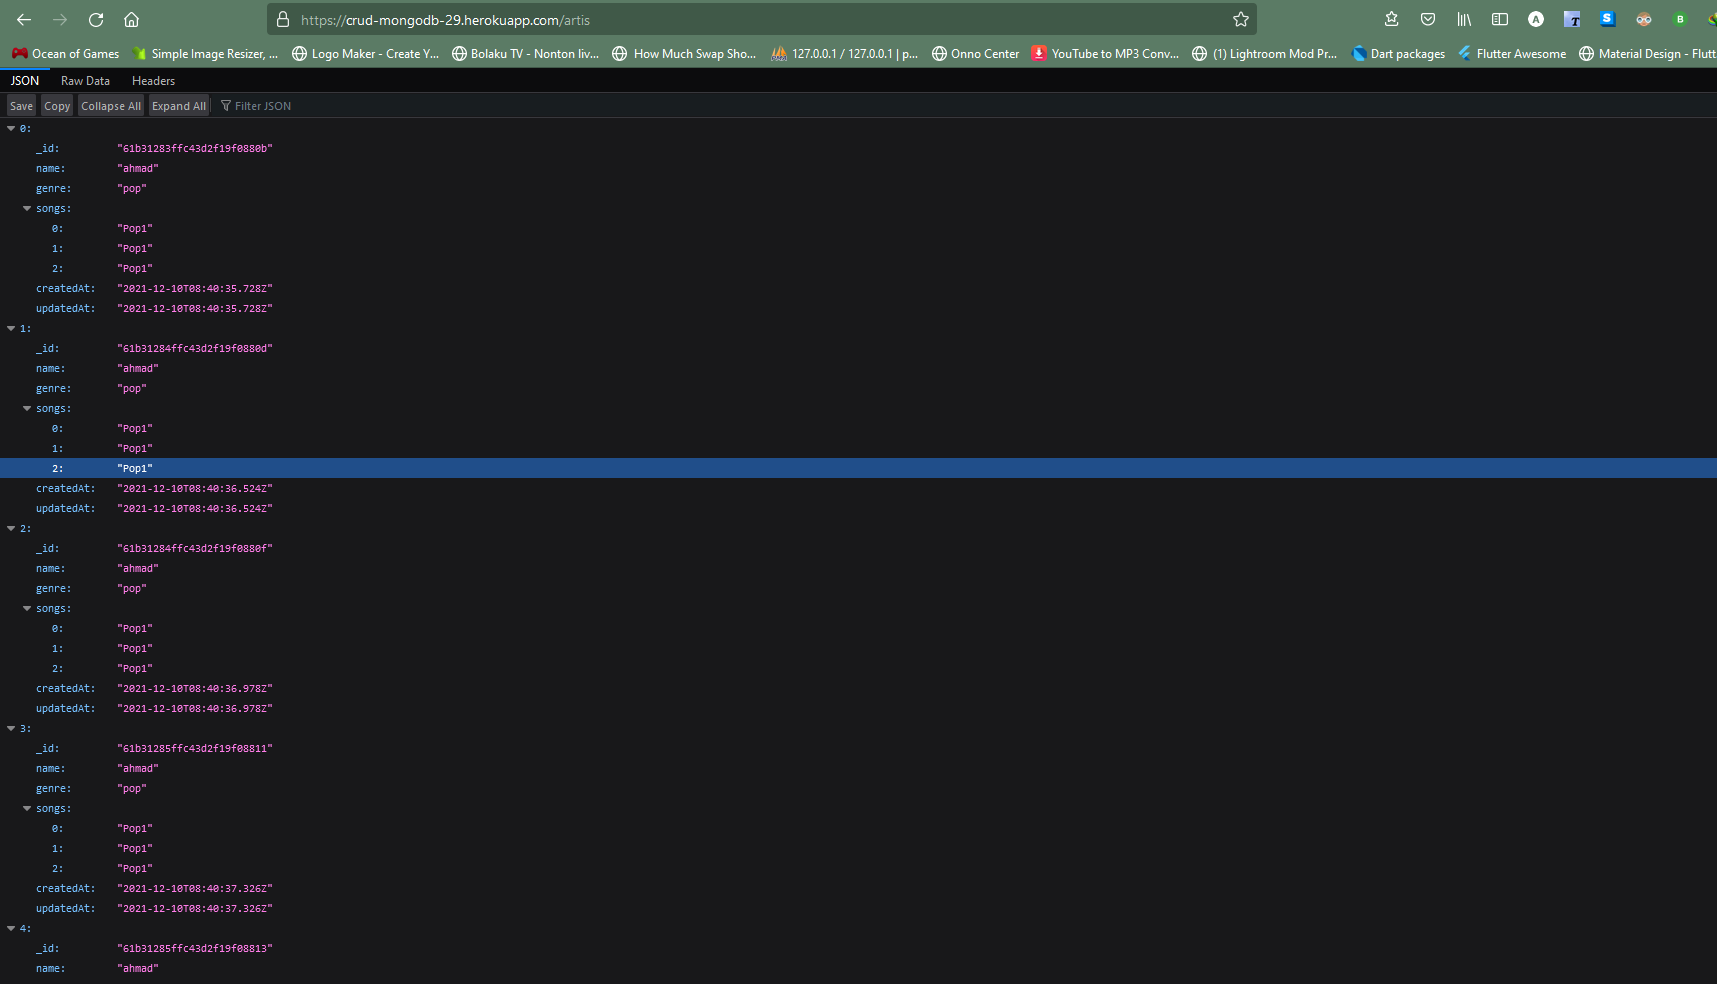 https://crud-mongodb-29.herokuapp.com/artis
Ocean of Games Simple Image Resizer, ... Logo Maker - Create Y... Bolaku TV - Nonton liv... How Much Swap Sho... 127.0.0.1 / 127.0.0.1 | p... Onno Center YouTube to MP3 Conv... (1) Lightroom Mod Pr... Dart packages Flutter Awesome Material Design - Flutt
JSON Raw Data Headers
Save Copy Collapse All Expand All Filter JSON
0:
_id: "61b31283ffc43d2f19f0880b"
name: "ahmad"
genre: "pop"
songs:
0: "Pop1"
1: "Pop1"
2: "Pop1"
createdAt: "2021-12-10T08:40:35.728Z"
updatedAt: "2021-12-10T08:40:35.728Z"
1:
_id: "61b31284ffc43d2f19f0880d"
name: "ahmad"
genre: "pop"
songs:
0: "Pop1"
1: "Pop1"
2: "Pop1"
createdAt: "2021-12-10T08:40:36.524Z"
updatedAt: "2021-12-10T08:40:36.524Z"
2:
_id: "61b31284ffc43d2f19f0880f"
name: "ahmad"
genre: "pop"
songs:
0: "Pop1"
1: "Pop1"
2: "Pop1"
createdAt: "2021-12-10T08:40:36.978Z"
updatedAt: "2021-12-10T08:40:36.978Z"
3:
_id: "61b31285ffc43d2f19f08811"
name: "ahmad"
genre: "pop"
songs:
0: "Pop1"
1: "Pop1"
2: "Pop1"
createdAt: "2021-12-10T08:40:37.326Z"
updatedAt: "2021-12-10T08:40:37.326Z"
4:
_id: "61b31285ffc43d2f19f08813"
name: "ahmad"